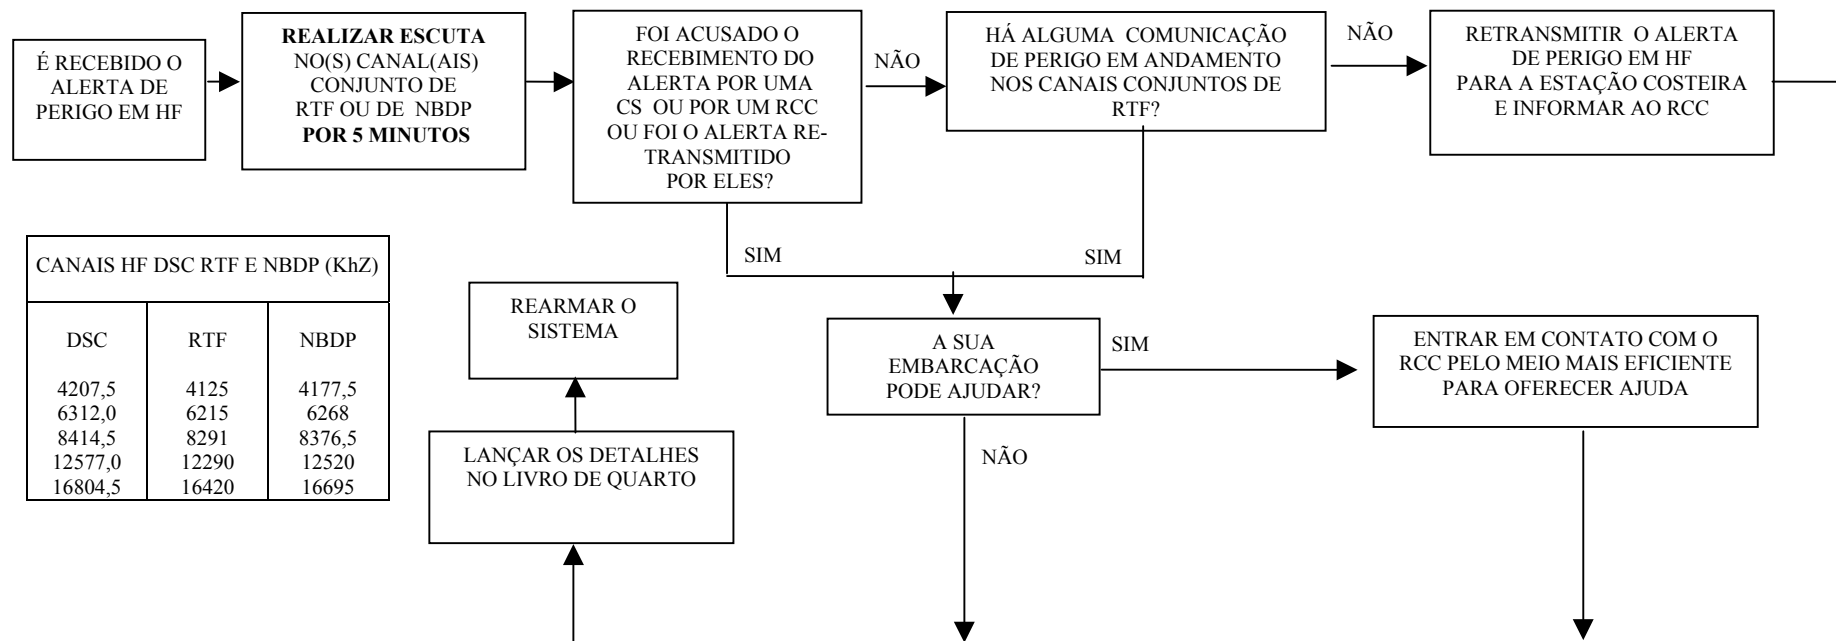 É RECEBIDO O
ALERTA DE
PERIGO EM HF
REALIZAR ESCUTA
NO(S) CANAL(AIS)
CONJUNTO DE
RTF OU DE NBDP
POR 5 MINUTOS
FOI ACUSADO O
RECEBIMENTO DO
ALERTA POR UMA
CS OU POR UM RCC
OU FOI O ALERTA RE-
TRANSMITIDO
POR ELES?
NÃO
HÁ ALGUMA COMUNICAÇÃO
DE PERIGO EM ANDAMENTO
NOS CANAIS CONJUNTOS DE
RTF?
NÃO
RETRANSMITIR O ALERTA
DE PERIGO EM HF
PARA A ESTAÇÃO COSTEIRA
E INFORMAR AO RCC
SIM
SIM
CANAIS HF DSC RTF E NBDP (KhZ)
DSC RTF NBDP
4207,5 4125 4177,5
6312,0 6215 6268
8414,5 8291 8376,5
12577,0 12290 12520
16804,5 16420 16695
REARMAR O
SISTEMA
A SUA
EMBARCAÇÃO
PODE AJUDAR?
SIM
ENTRAR EM CONTATO COM O
RCC PELO MEIO MAIS EFICIENTE
PARA OFERECER AJUDA
LANÇAR OS DETALHES
NO LIVRO DE QUARTO
NÃO